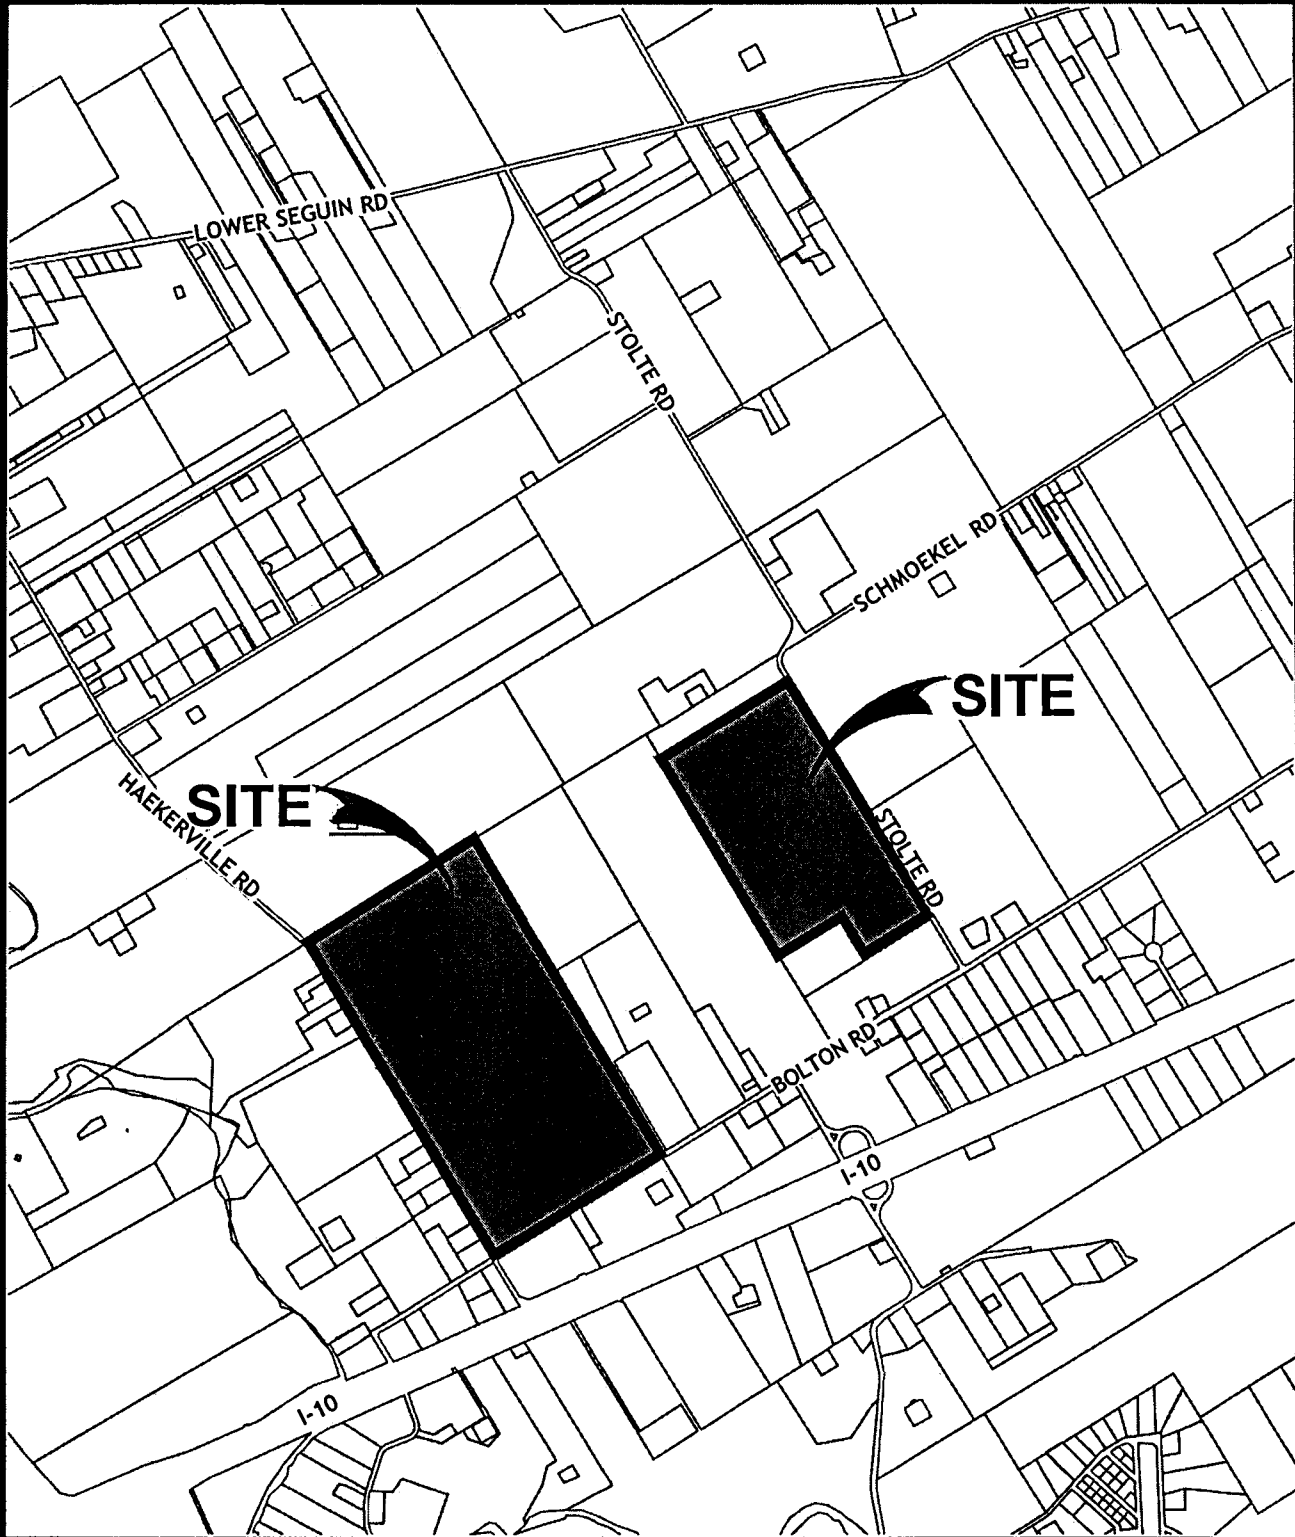 LOWER SEGUIN RD
STOLTE RD
SCHMOEKEL RD
SITE
HAEKERVILLE RD
SITE
STOLTE RD
BOLTON RD
I-10
I-10